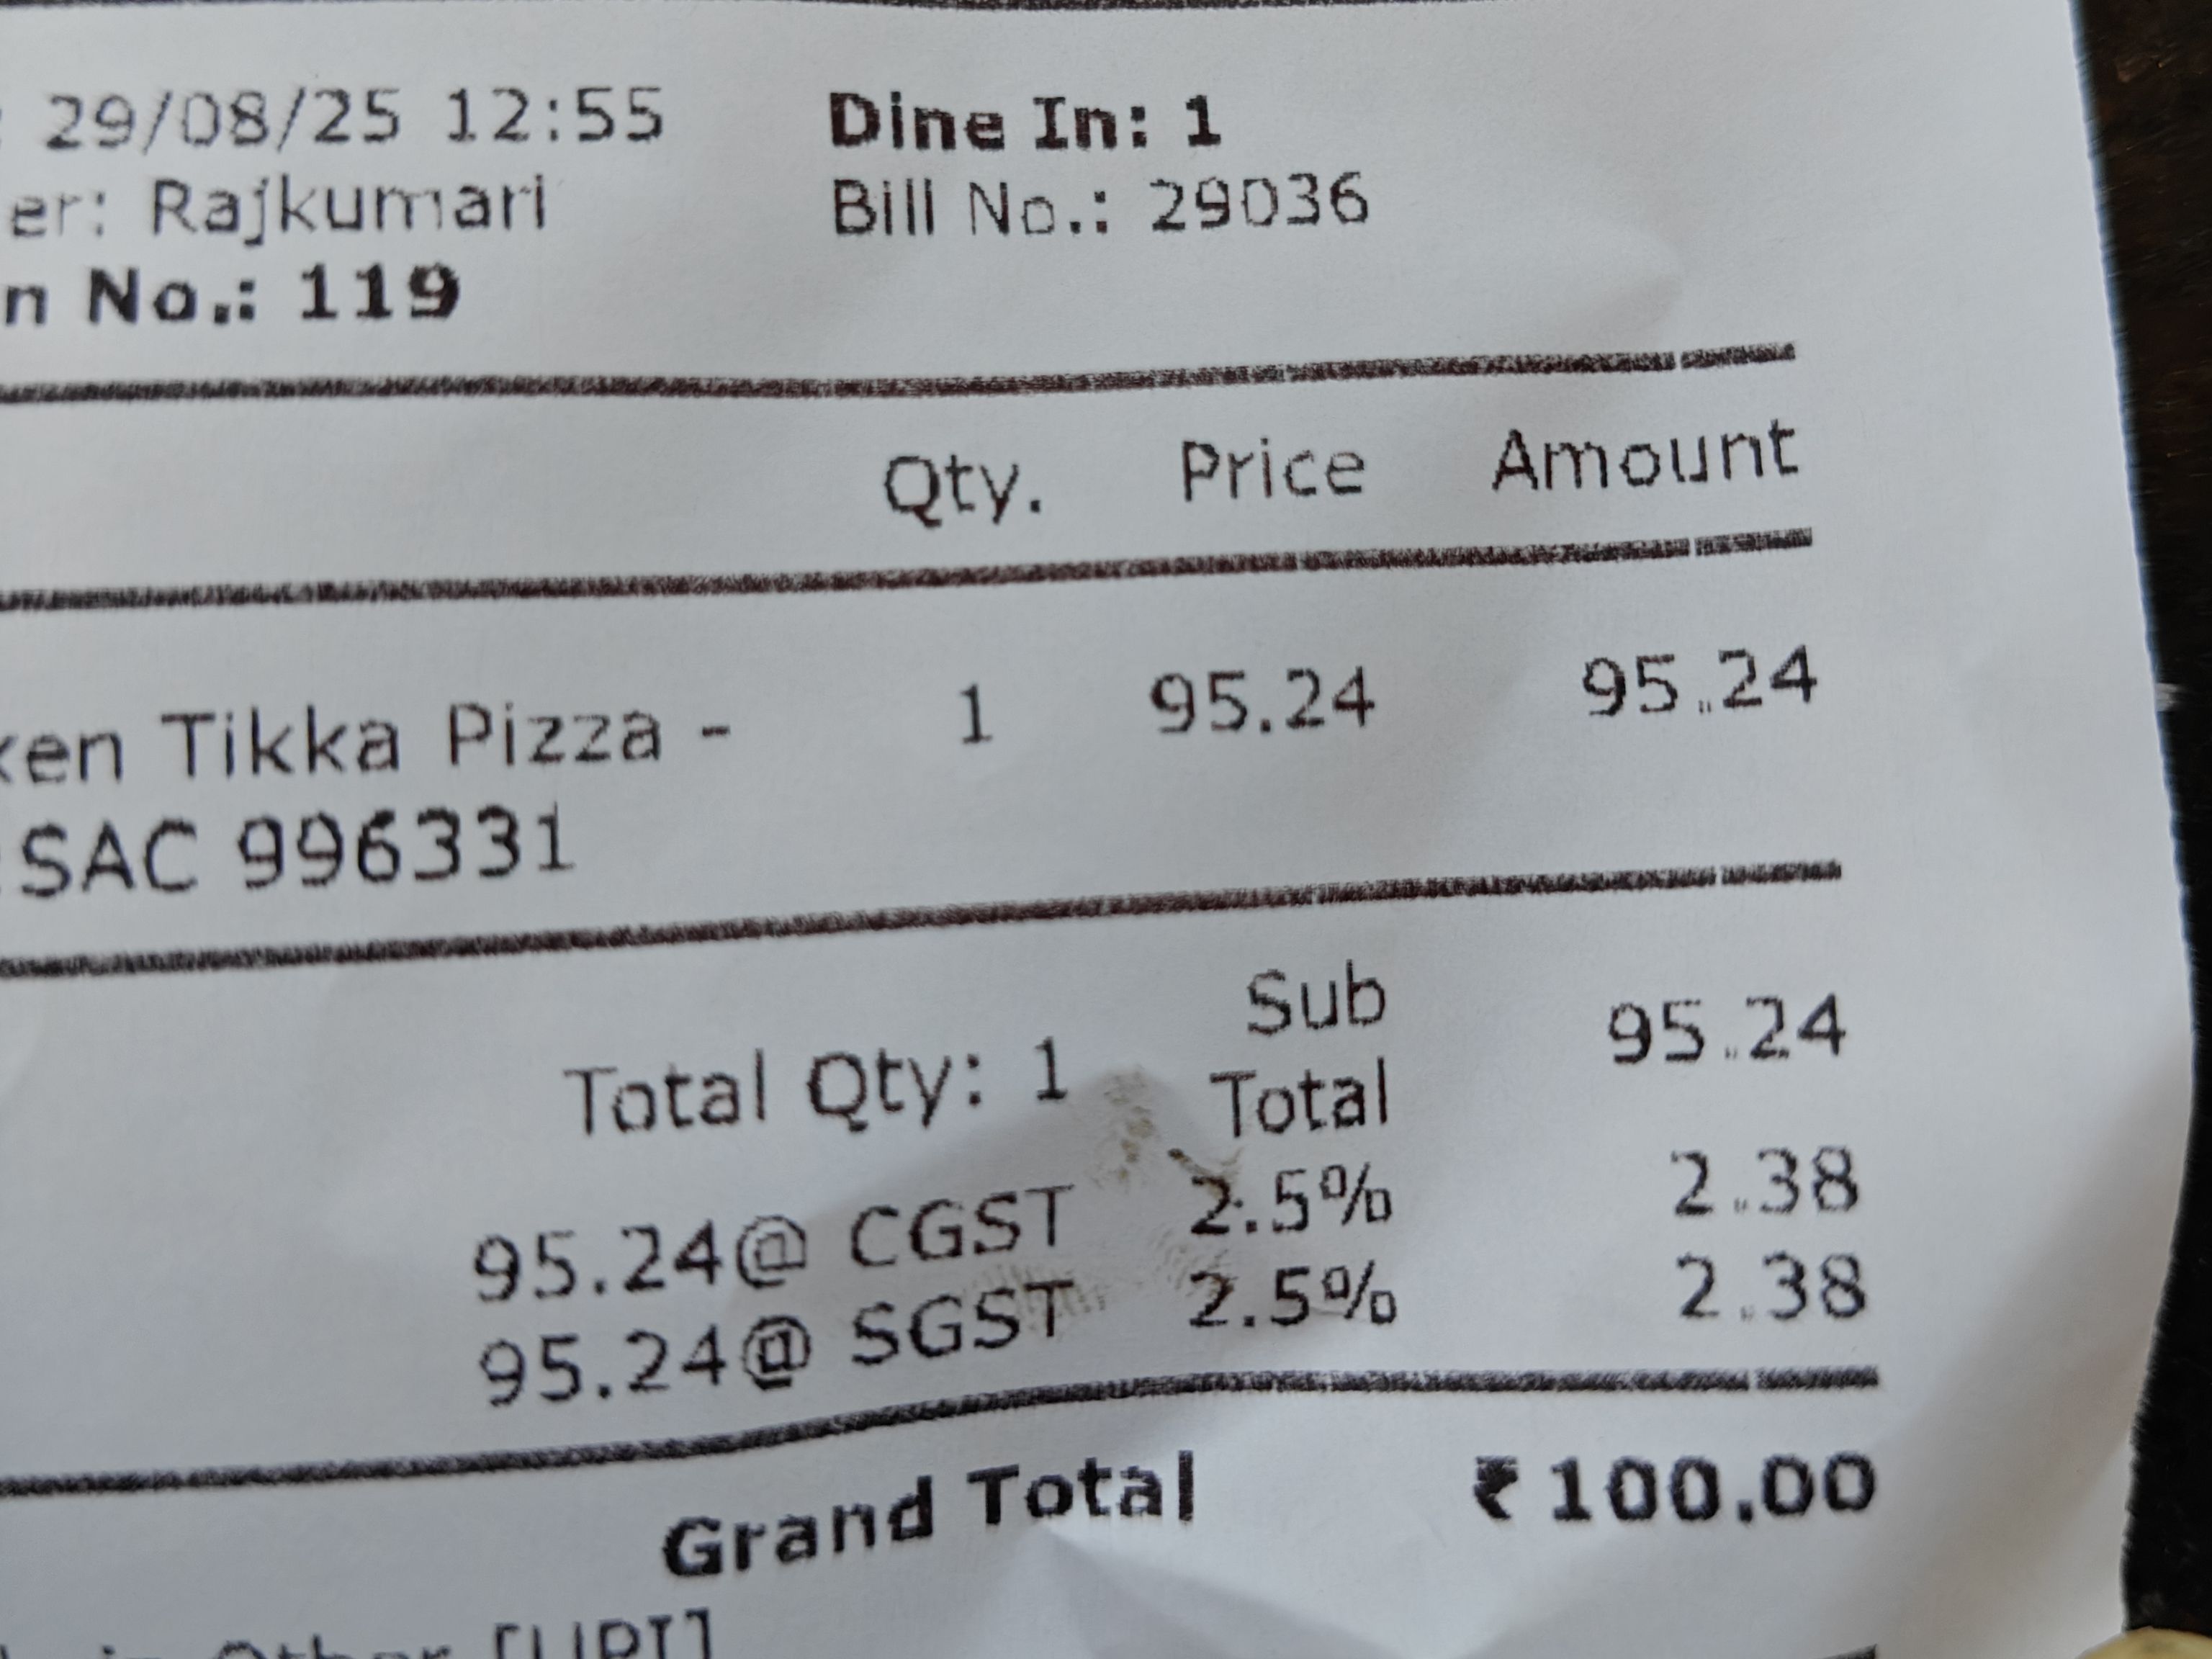 : 29/08/25 12:55 Dine In: 1
er: Rajkumari Bill No.: 29036
n No.: 119
Qty. Price Amount
ken Tikka Pizza - 1 95.24 95.24
SAC 996331
Total Qty: 1 Sub Total 95.24
95.24@ CGST 2.5% 2.38
95.24@ SGST 2.5% 2.38
Grand Total ₹100.00
Other [UPI]